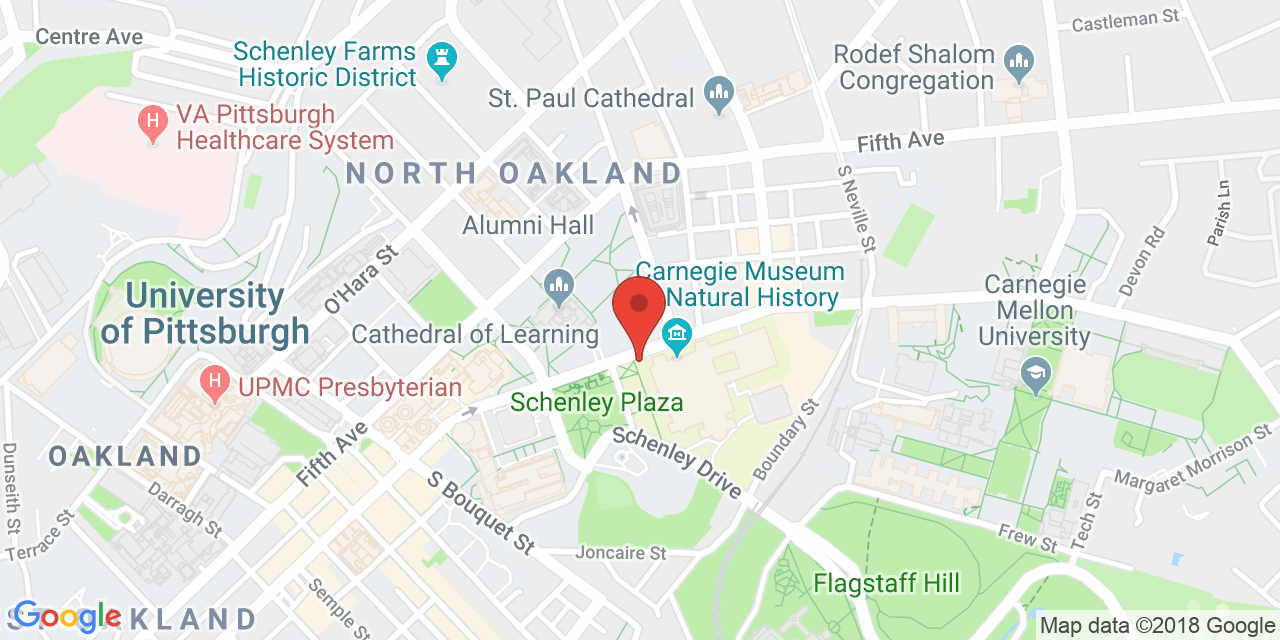 Castleman St
Centre Ave
Schenley Farms
Historic District
Rodef Shalom
Congregation
St. Paul Cathedral
H
VA Pittsburgh
Healthcare System
Fifth Ave
NORTH OAKLAND
S Neville St
Parish Ln
Alumni Hall
Devon Rd
O'Hara St
Carnegie Museum
Natural History
University
of Pittsburgh
Carnegie
Mellon
University
Cathedral of Learning
H
UPMC Presbyterian
Schenley Plaza
Boundary St
Schenley Drive
Fifth Ave
OAKLAND
Margaret Morrison St
Dunseith St
Darragh St
S Bouquet St
Terrace St
Tech St
Frew St
Joncaire St
Flagstaff Hill
Semple St
Google
KLAND
Map data ©2018 Google